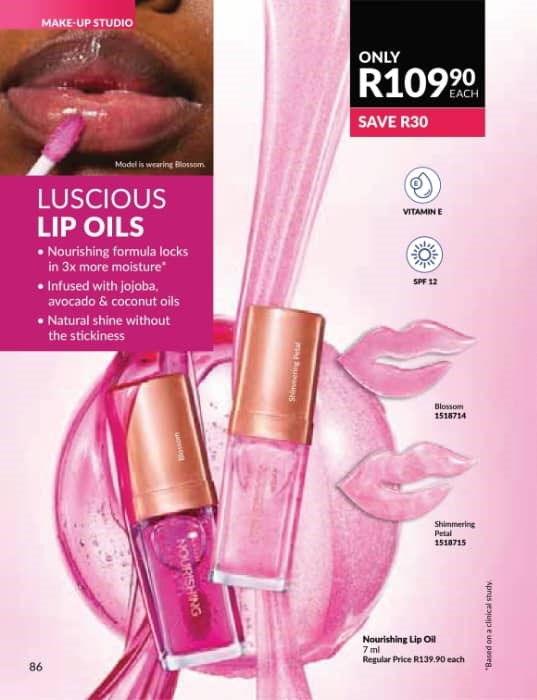 MAKE-UP STUDIO
Model is wearing Blossom.
ONLY
R10990
EACH
SAVE R30
LUSCIOUS
LIP OILS
• Nourishing formula locks
in 3x more moisture*
• Infused with jojoba,
avocado & coconut oils
• Natural shine without
the stickiness
E
VITAMIN E
SPF 12
Shimmering Petal
Blossom
NOURISHING
Blossom
1518714
Shimmering
Petal
1518715
Nourishing Lip Oil
7 ml
Regular Price R139.90 each
*Based on a clinical study.
86